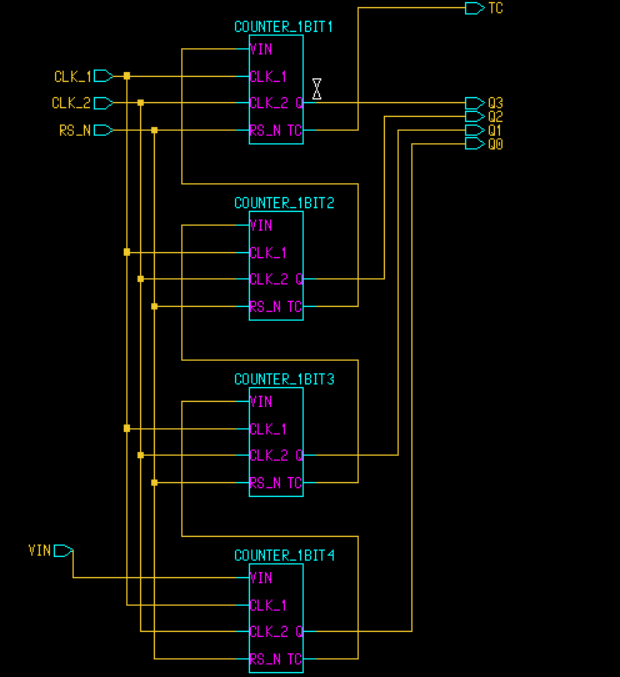 TC
COUNTER_1BIT1
VIN
CLK_1 CLK_1
CLK_2 CLK_2 Q Q3
Q2
RS_N RS_N TC Q1
Q0
COUNTER_1BIT2
VIN
CLK_1
CLK_2 Q
RS_N TC
COUNTER_1BIT3
VIN
CLK_1
CLK_2 Q
RS_N TC
VIN COUNTER_1BIT4
VIN
CLK_1
CLK_2 Q
RS_N TC